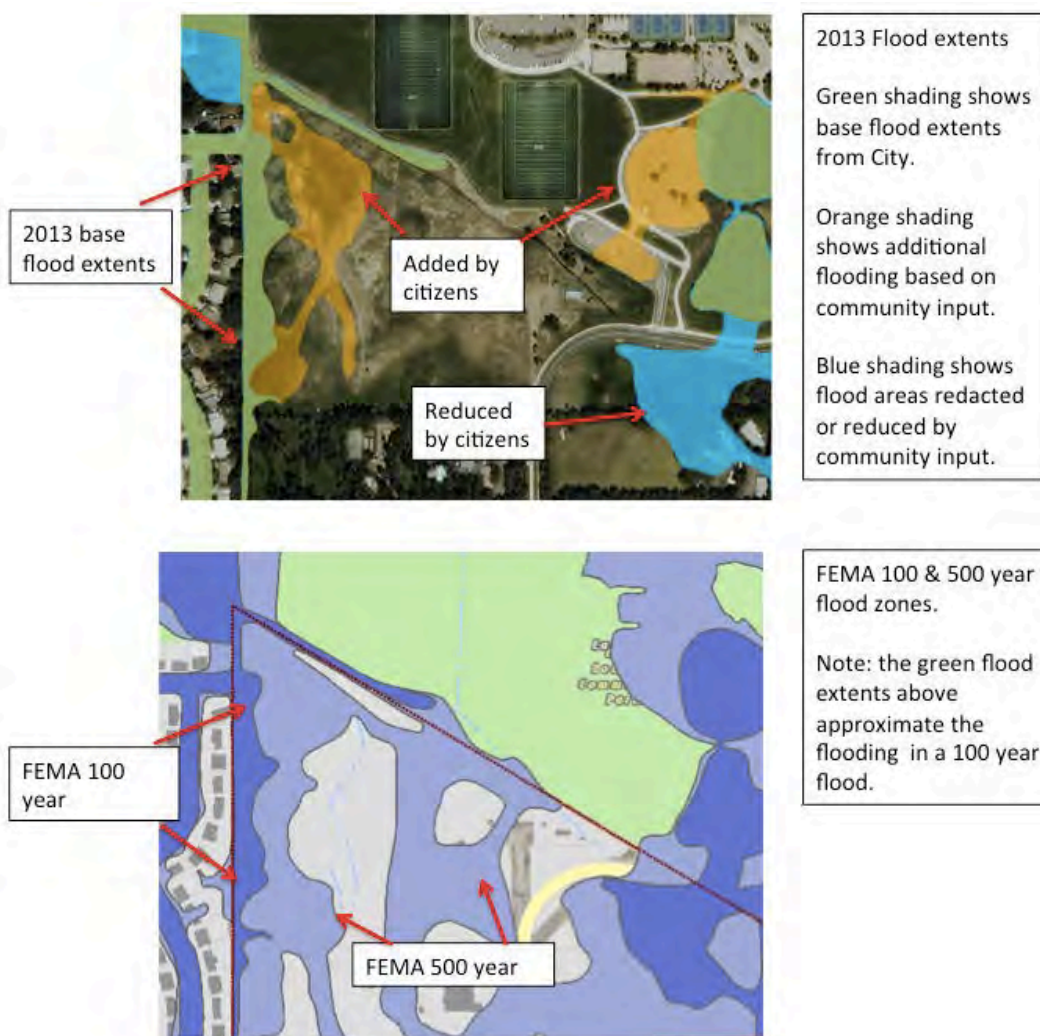 2013 Flood extents
Green shading shows
base flood extents
from City.
Orange shading
shows additional
flooding based on
community input.
Blue shading shows
flood areas redacted
or reduced by
community input.
2013 base
flood extents
Added by
citizens
Reduced
by citizens
FEMA 100 & 500 year
flood zones.
Note: the green flood
extents above
approximate the
flooding in a 100 year
flood.
FEMA 100
year
FEMA 500 year